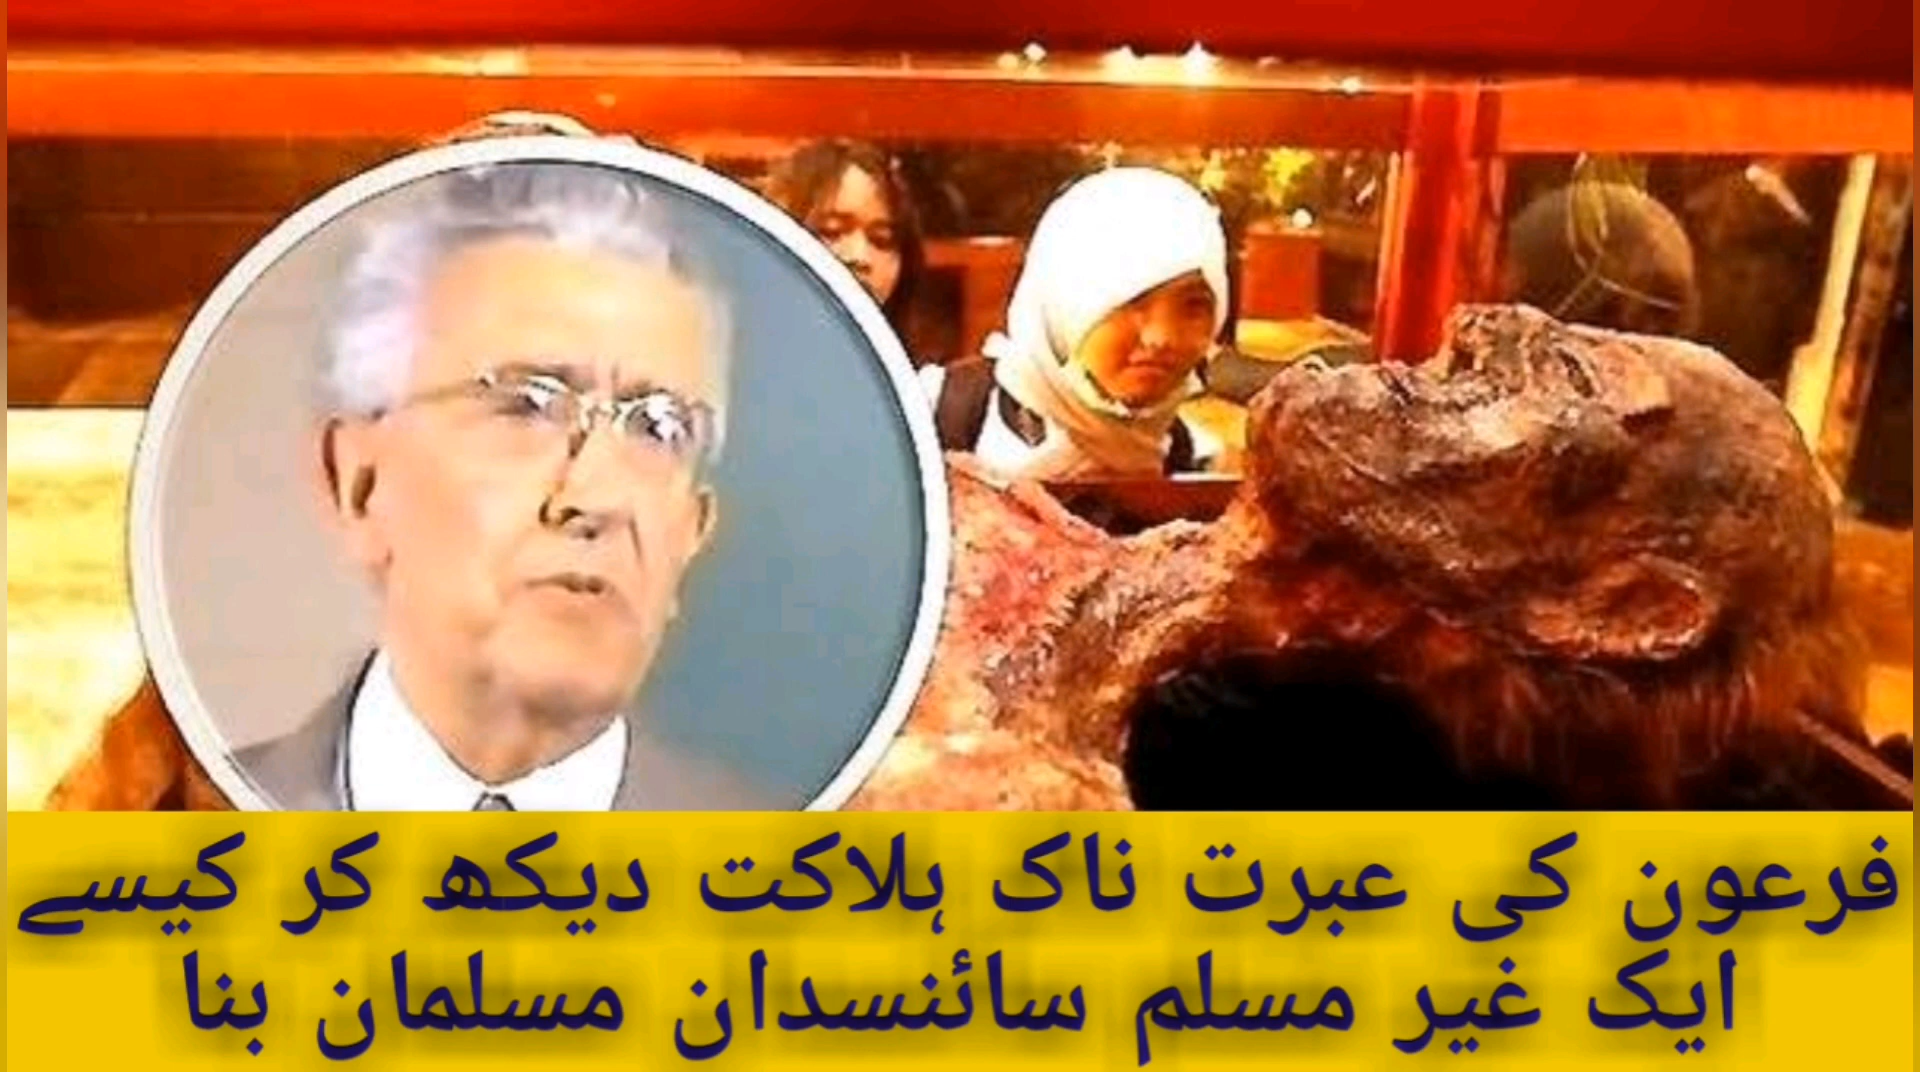 فرعون کی عبرت ناک ہلاکت دیکھ کر کیسے
ایک غیر مسلم سائنسدان مسلمان بنا